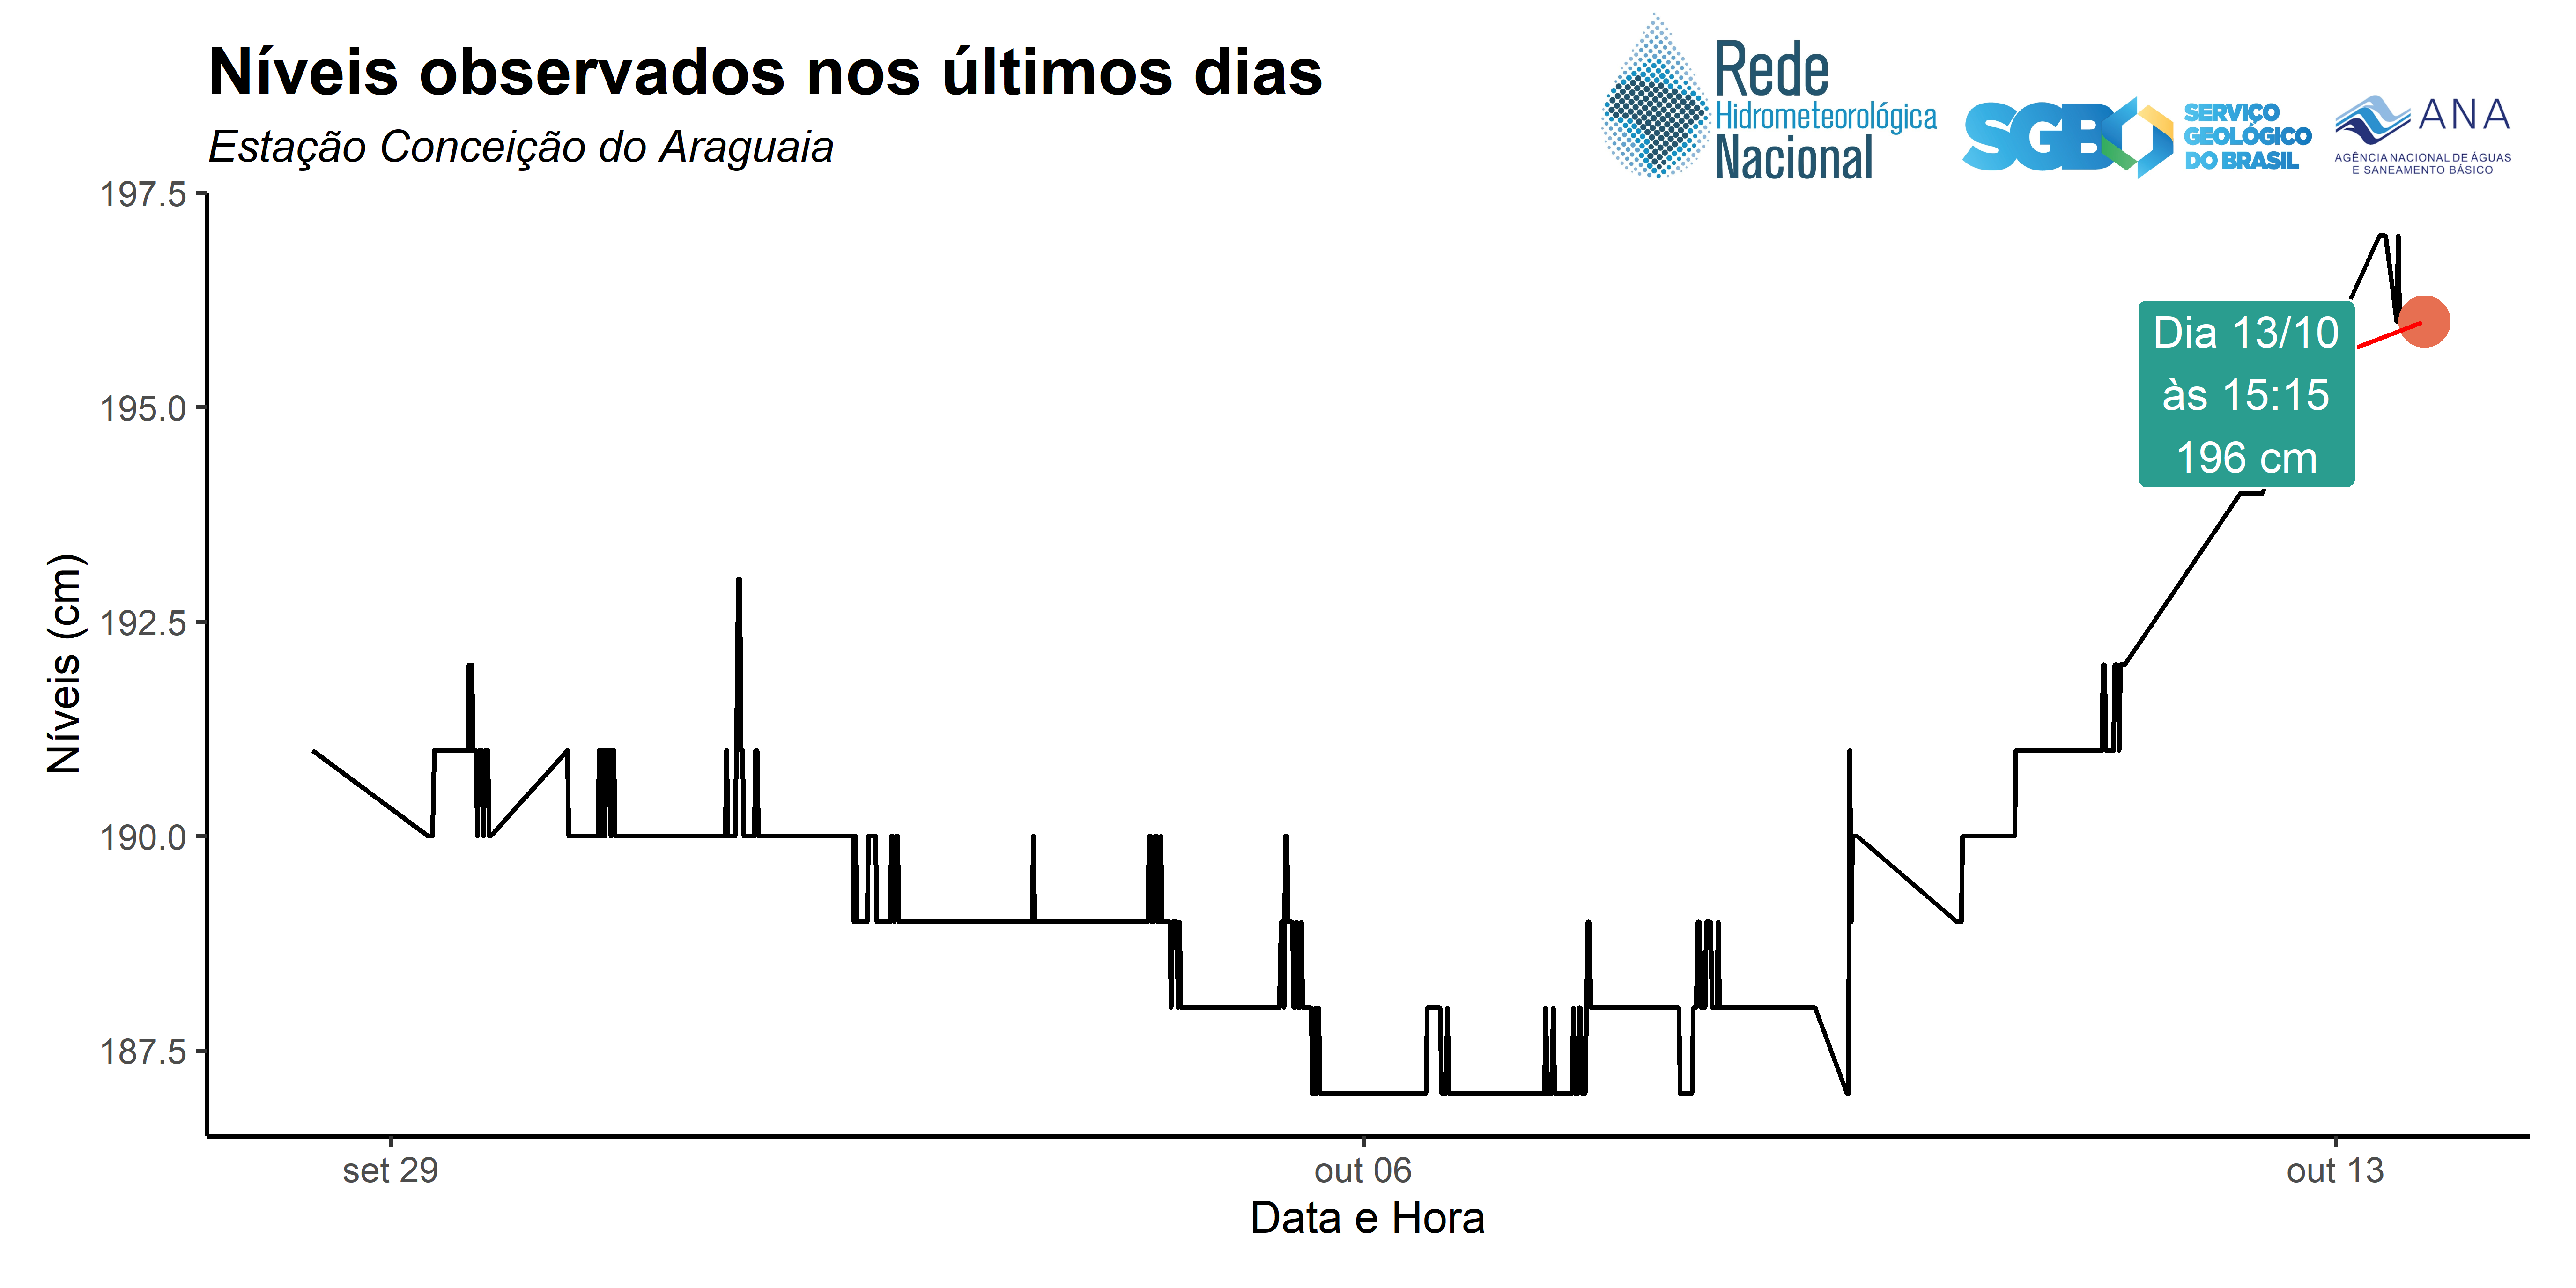 Níveis observados nos últimos dias
Estação Conceição do Araguaia
Rede
Hidrometeorológica
Nacional
SGB
SERVIÇO
GEOLÓGICO
DO BRASIL
ANA
AGÊNCIA NACIONAL DE ÁGUAS
E SANEAMENTO BÁSICO
197.5
195.0
192.5
190.0
187.5
Níveis (cm)
Dia 13/10
às 15:15
196 cm
set 29
out 06
out 13
Data e Hora